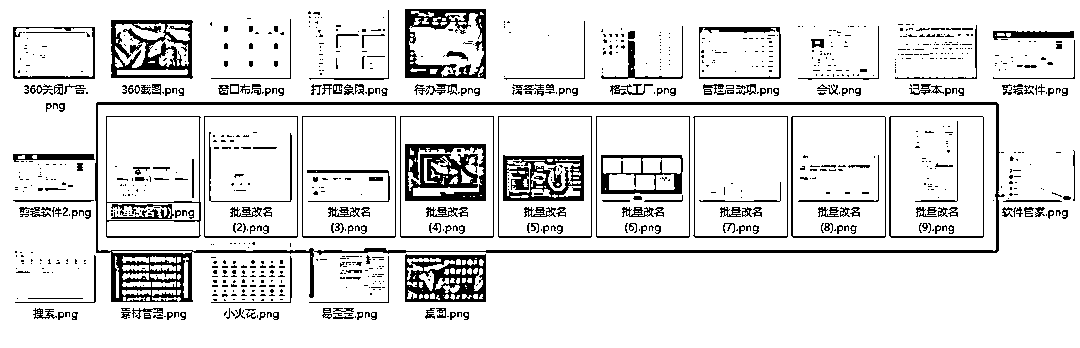 360关闭广告.
png
360截图.png
窗口布局.png
打开四象限.png
待办事项.png
滴答清单.png
格式工厂.png
管理启动项.png
会议.png
记事本.png
剪辑软件.png
剪辑软件2.png
批量改名 (1).png
批量改名
(2).png
批量改名
(3).png
批量改名
(4).png
批量改名
(5).png
批量改名
(6).png
批量改名
(7).png
批量改名
(8).png
批量改名
(9).png
软件管家.png
搜索.png
素材管理.png
小火花.png
易歪歪.png
桌面.png